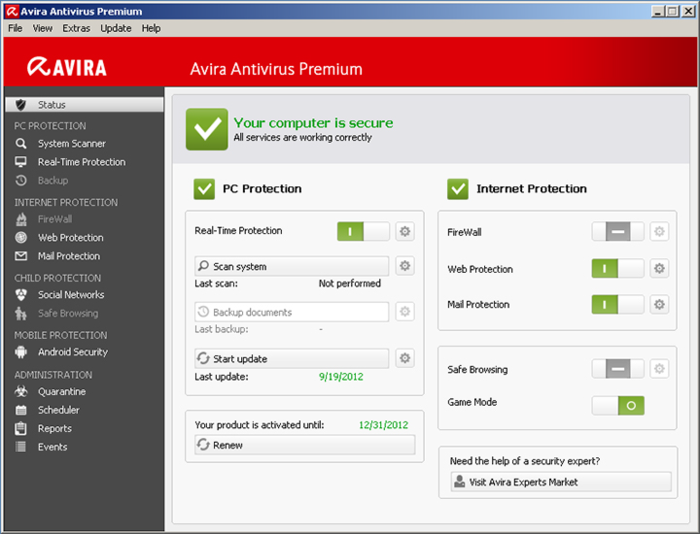 Avira Antivirus Premium
File View Extras Update Help
AVIRA
Avira Antivirus Premium
Status
PC PROTECTION
System Scanner
Real-Time Protection
Backup
INTERNET PROTECTION
FireWall
Web Protection
Mail Protection
CHILD PROTECTION
Social Networks
Safe Browsing
MOBILE PROTECTION
Android Security
ADMINISTRATION
Quarantine
Scheduler
Reports
Events
Your computer is secure
All services are working correctly
PC Protection
Real-Time Protection
Scan system
Last scan: Not performed
Backup documents
Last backup: -
Start update
Last update: 9/19/2012
Your product is activated until: 12/31/2012
Renew
Internet Protection
FireWall
Web Protection
Mail Protection
Safe Browsing
Game Mode
Need the help of a security expert?
Visit Avira Experts Market